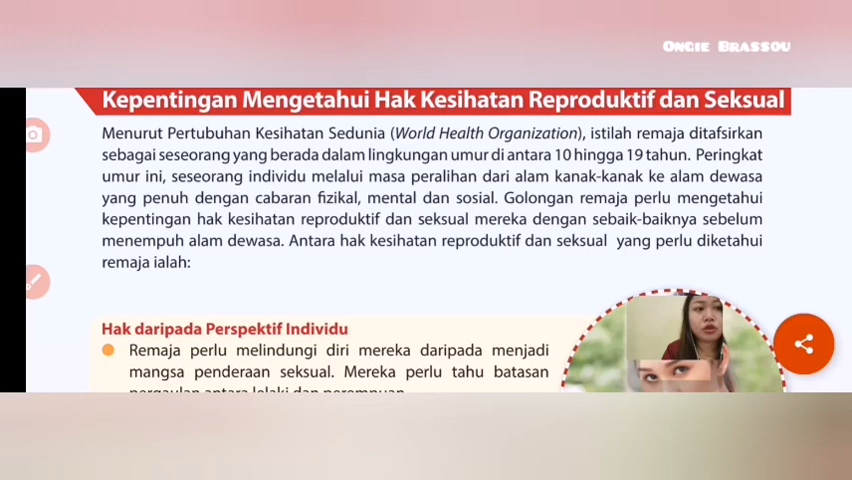 Ongie Brassou
Kepentingan Mengetahui Hak Kesihatan Reproduktif dan Seksual
Menurut Pertubuhan Kesihatan Sedunia (World Health Organization), istilah remaja ditafsirkan
sebagai seseorang yang berada dalam lingkungan umur di antara 10 hingga 19 tahun. Peringkat
umur ini, seseorang individu melalui masa peralihan dari alam kanak-kanak ke alam dewasa
yang penuh dengan cabaran fizikal, mental dan sosial. Golongan remaja perlu mengetahui
kepentingan hak kesihatan reproduktif dan seksual mereka dengan sebaik-baiknya sebelum
menempuh alam dewasa. Antara hak kesihatan reproduktif dan seksual yang perlu diketahui
remaja ialah:
Hak daripada Perspektif Individu
Remaja perlu melindungi diri mereka daripada menjadi
mangsa penderaan seksual. Mereka perlu tahu batasan
pergaulan antara lelaki dan perempuan.